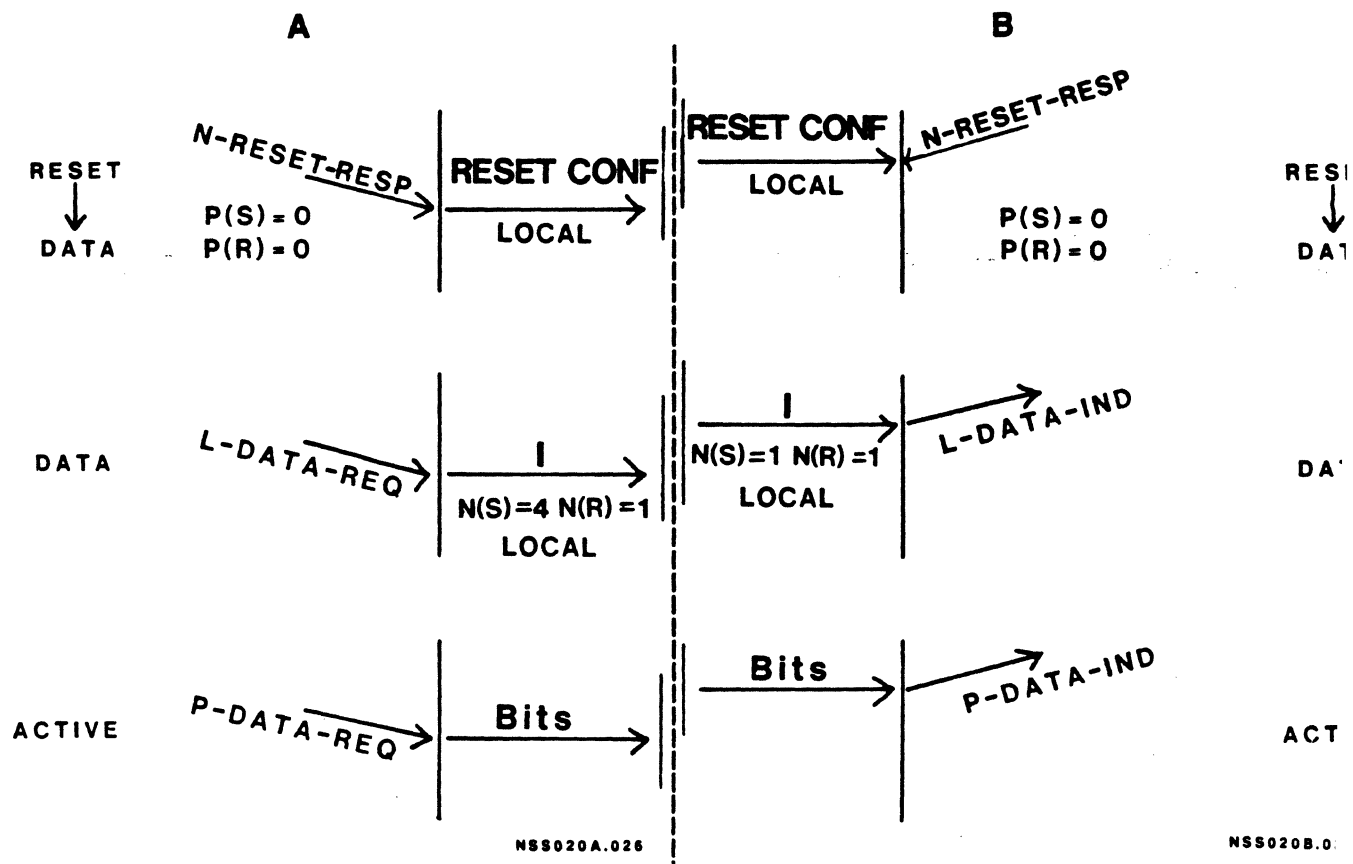 A
B
N-RESET-RESP
RESET CONF
LOCAL
RESET
DATA
P(S)=0
P(R)=0
RESET CONF
LOCAL
N-RESET-RESP
P(S)=0
P(R)=0
DATA
L-DATA-REQ
I
N(S)=4 N(R)=1
LOCAL
I
N(S)=1 N(R)=1
LOCAL
L-DATA-IND
ACTIVE
P-DATA-REQ
Bits
Bits
P-DATA-IND
NSS020A.026